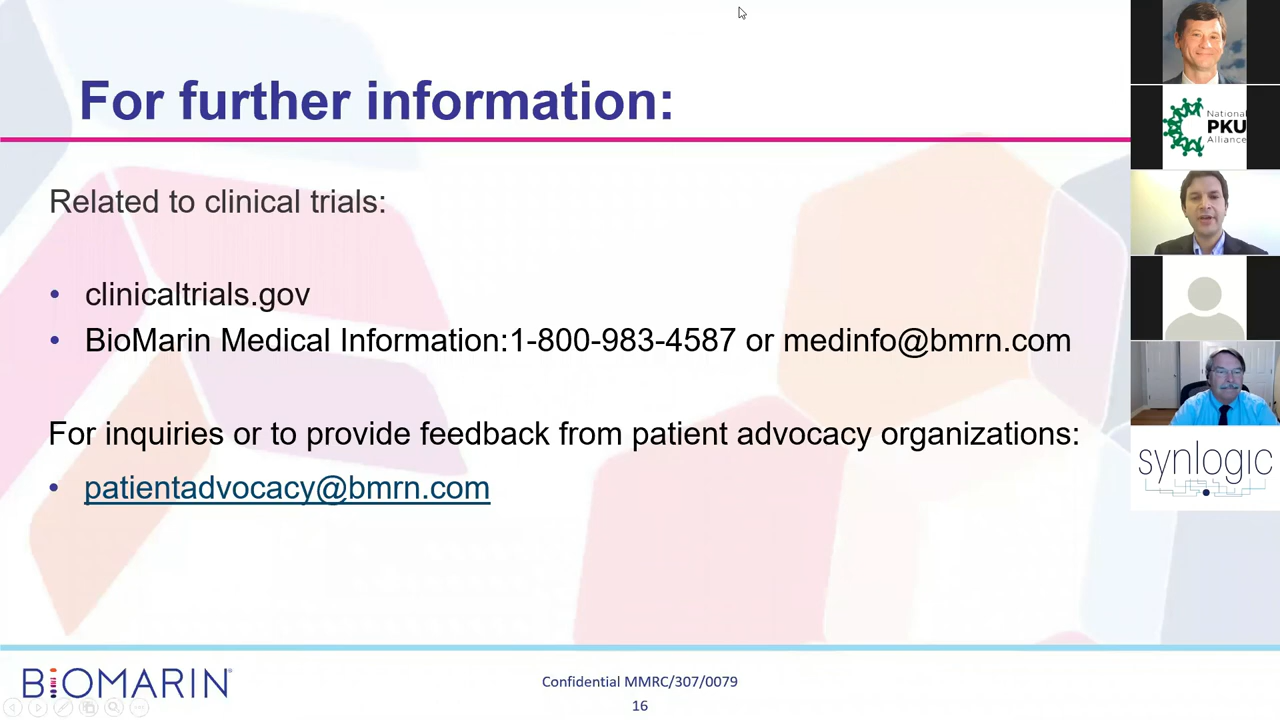 For further information:
Related to clinical trials:
• clinicaltrials.gov
• BioMarin Medical Information:1-800-983-4587 or medinfo@bmrn.com
For inquiries or to provide feedback from patient advocacy organizations:
• patientadvocacy@bmrn.com
BIOMARIN®
Confidential MMRC/307/0079
16
National
PKU
Alliance
synlogic